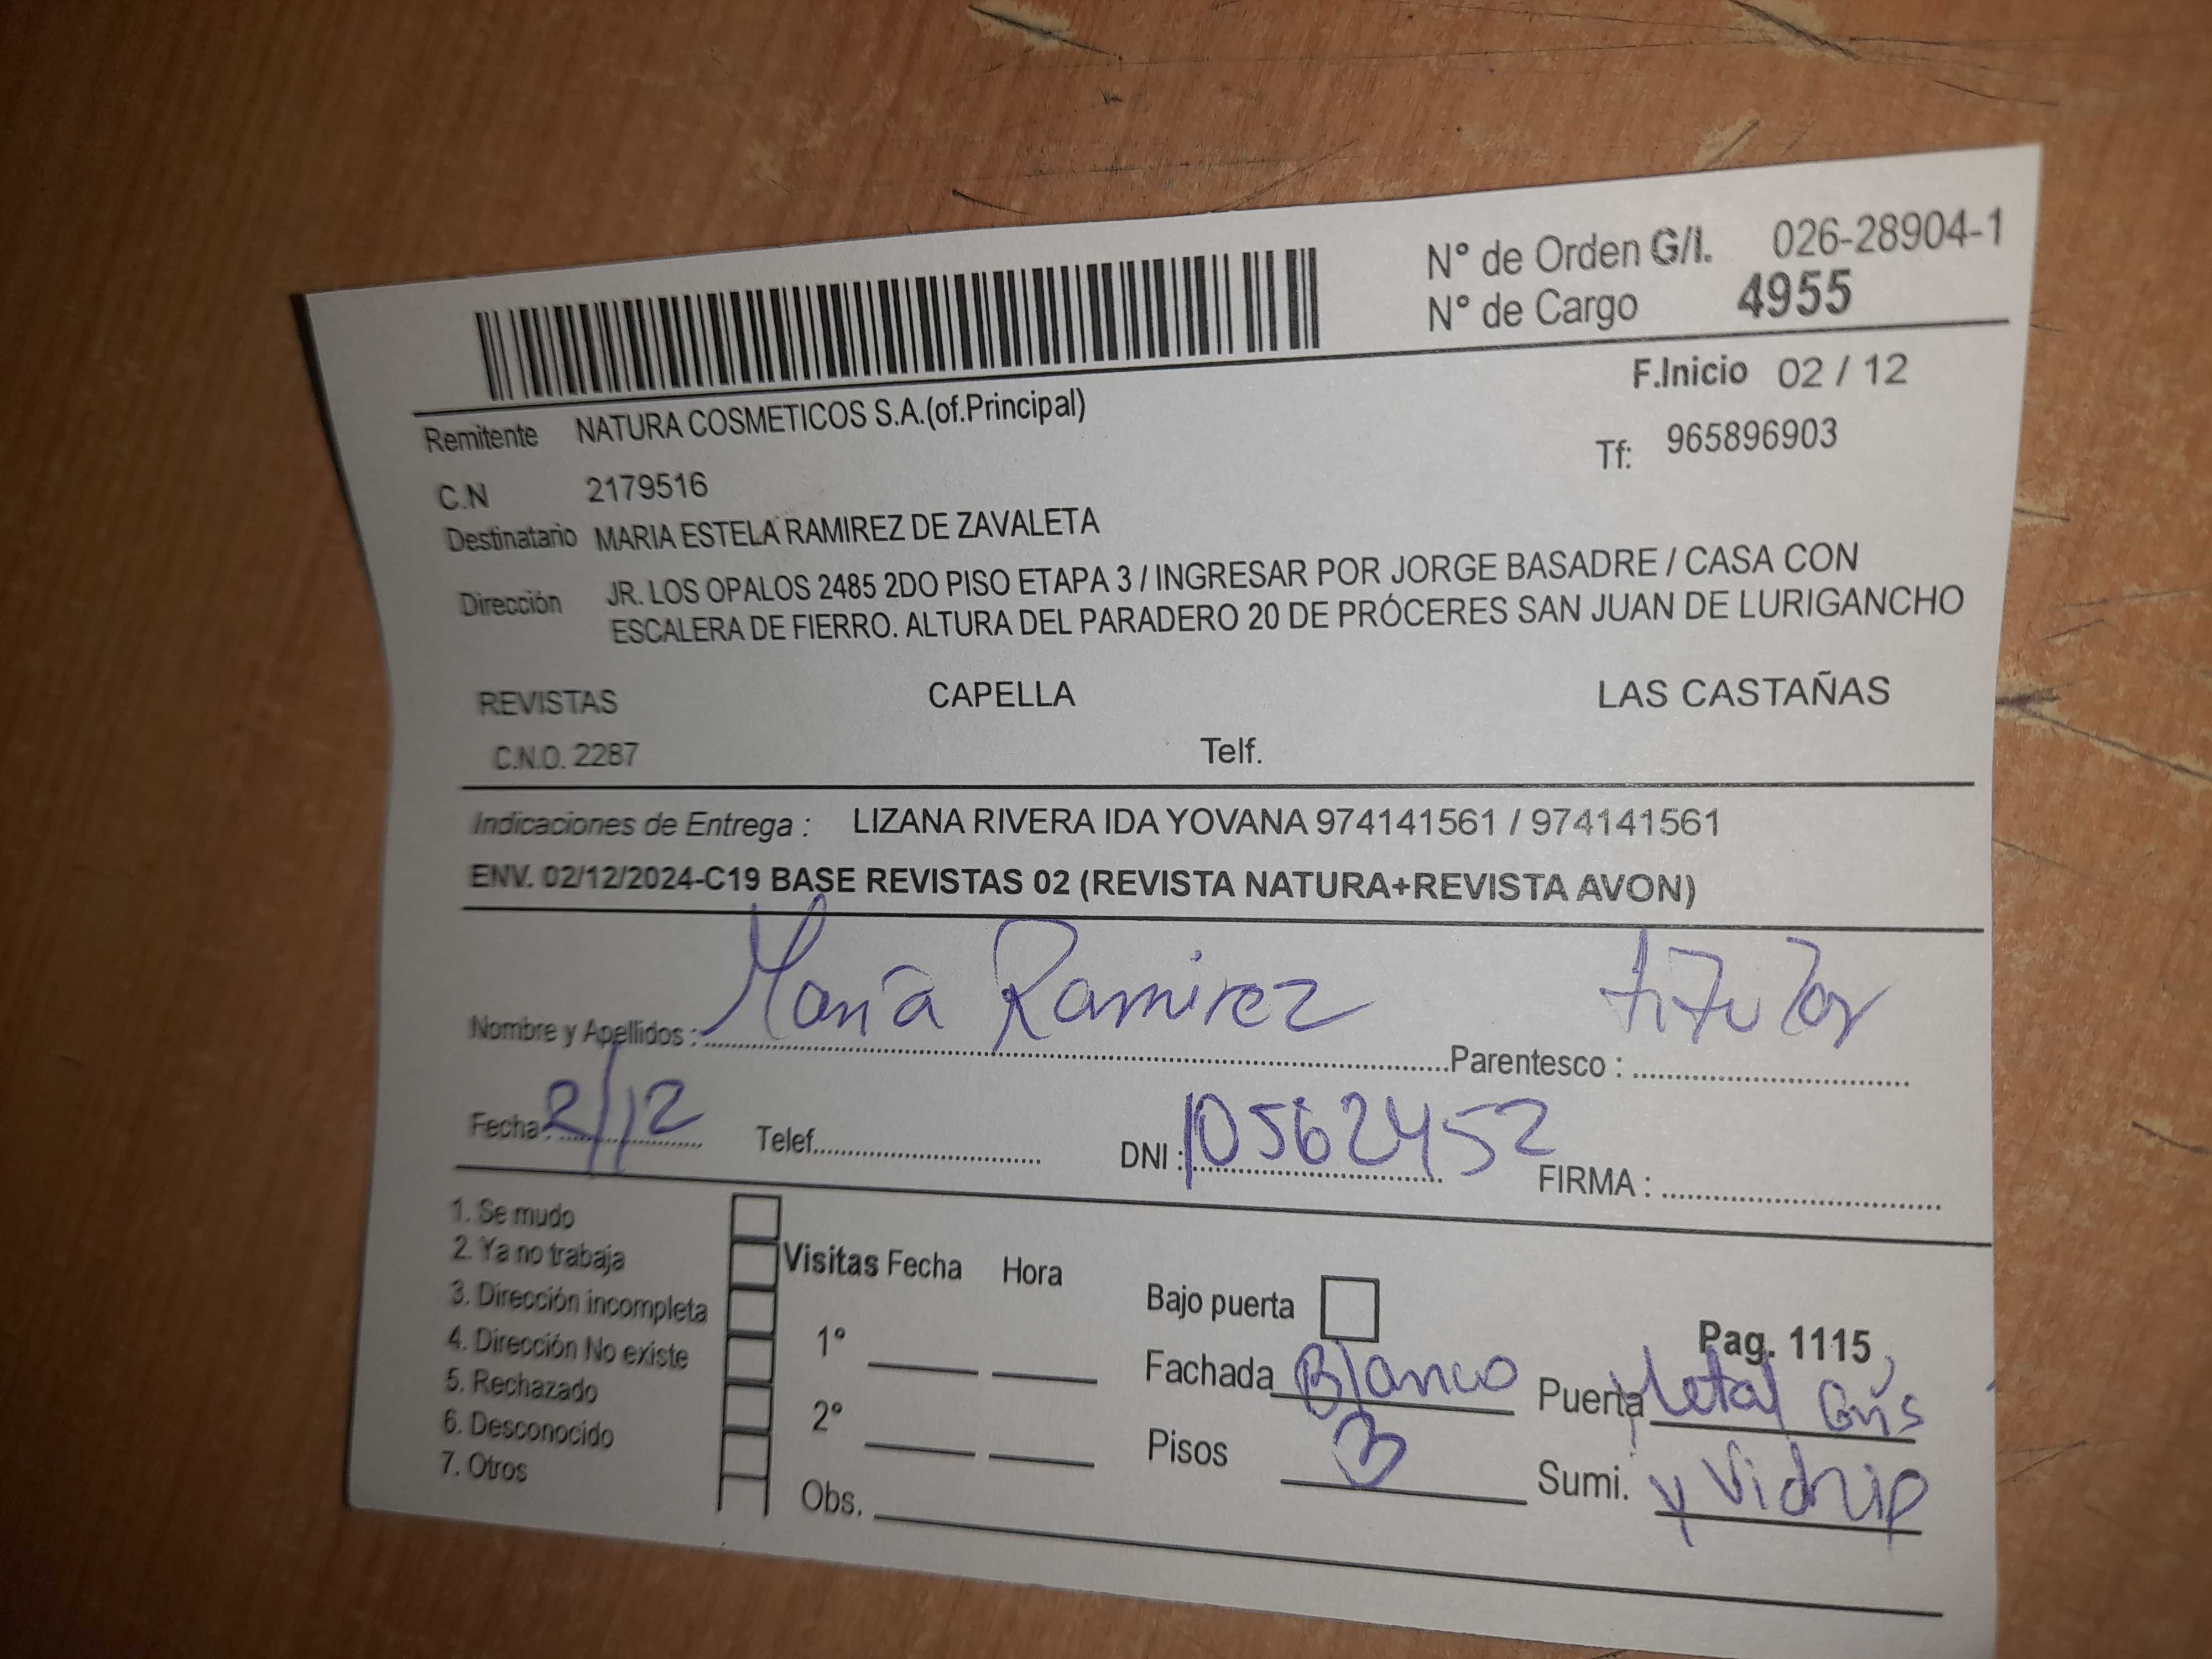 Nº de Orden G/I. 026-28904-1
Nº de Cargo 4955
F.Inicio 02 / 12
Remitente NATURA COSMETICOS S.A.(of.Principal)
Tf: 965896903
C.N 2179516
Destinatario MARIA ESTELA RAMIREZ DE ZAVALETA
Dirección JR. LOS OPALOS 2485 2DO PISO ETAPA 3 / INGRESAR POR JORGE BASADRE / CASA CON
ESCALERA DE FIERRO. ALTURA DEL PARADERO 20 DE PRÓCERES SAN JUAN DE LURIGANCHO
REVISTAS CAPELLA LAS CASTAÑAS
C.N.O. 2287 Telf.
Indicaciones de Entrega : LIZANA RIVERA IDA YOVANA 974141561 / 974141561
ENV. 02/12/2024-C19 BASE REVISTAS 02 (REVISTA NATURA+REVISTA AVON)
Nombre y Apellidos : María Ramirez Parentesco : titular
Fecha : 2/12 Telef. DNI : 10562452 FIRMA :
1. Se mudo
2. Ya no trabaja
3. Dirección incompleta
4. Dirección No existe
5. Rechazado
6. Desconocido
7. Otros
Visitas Fecha Hora
1º
2º
Obs.
Bajo puerta
Pag. 1115
Fachada Blanco Puerta Metal Gris
Pisos 3 Sumi. y Vidrio